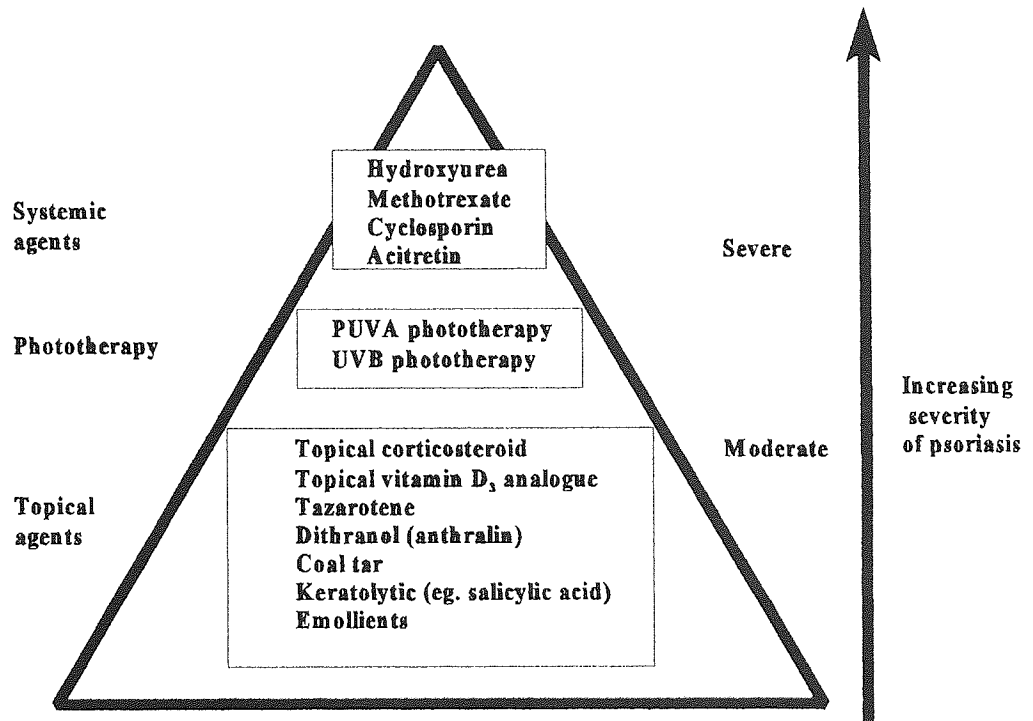 Hydroxyurea
Methotrexate
Cyclosporin
Acitretin
Systemic
agents
Severe
PUVA phototherapy
UVB phototherapy
Phototherapy
Increasing
severity
of psoriasis
Topical corticosteroid
Topical vitamin D₃ analogue
Tazarotene
Dithranol (anthralin)
Coal tar
Keratolytic (eg. salicylic acid)
Emollients
Moderate
Topical
agents